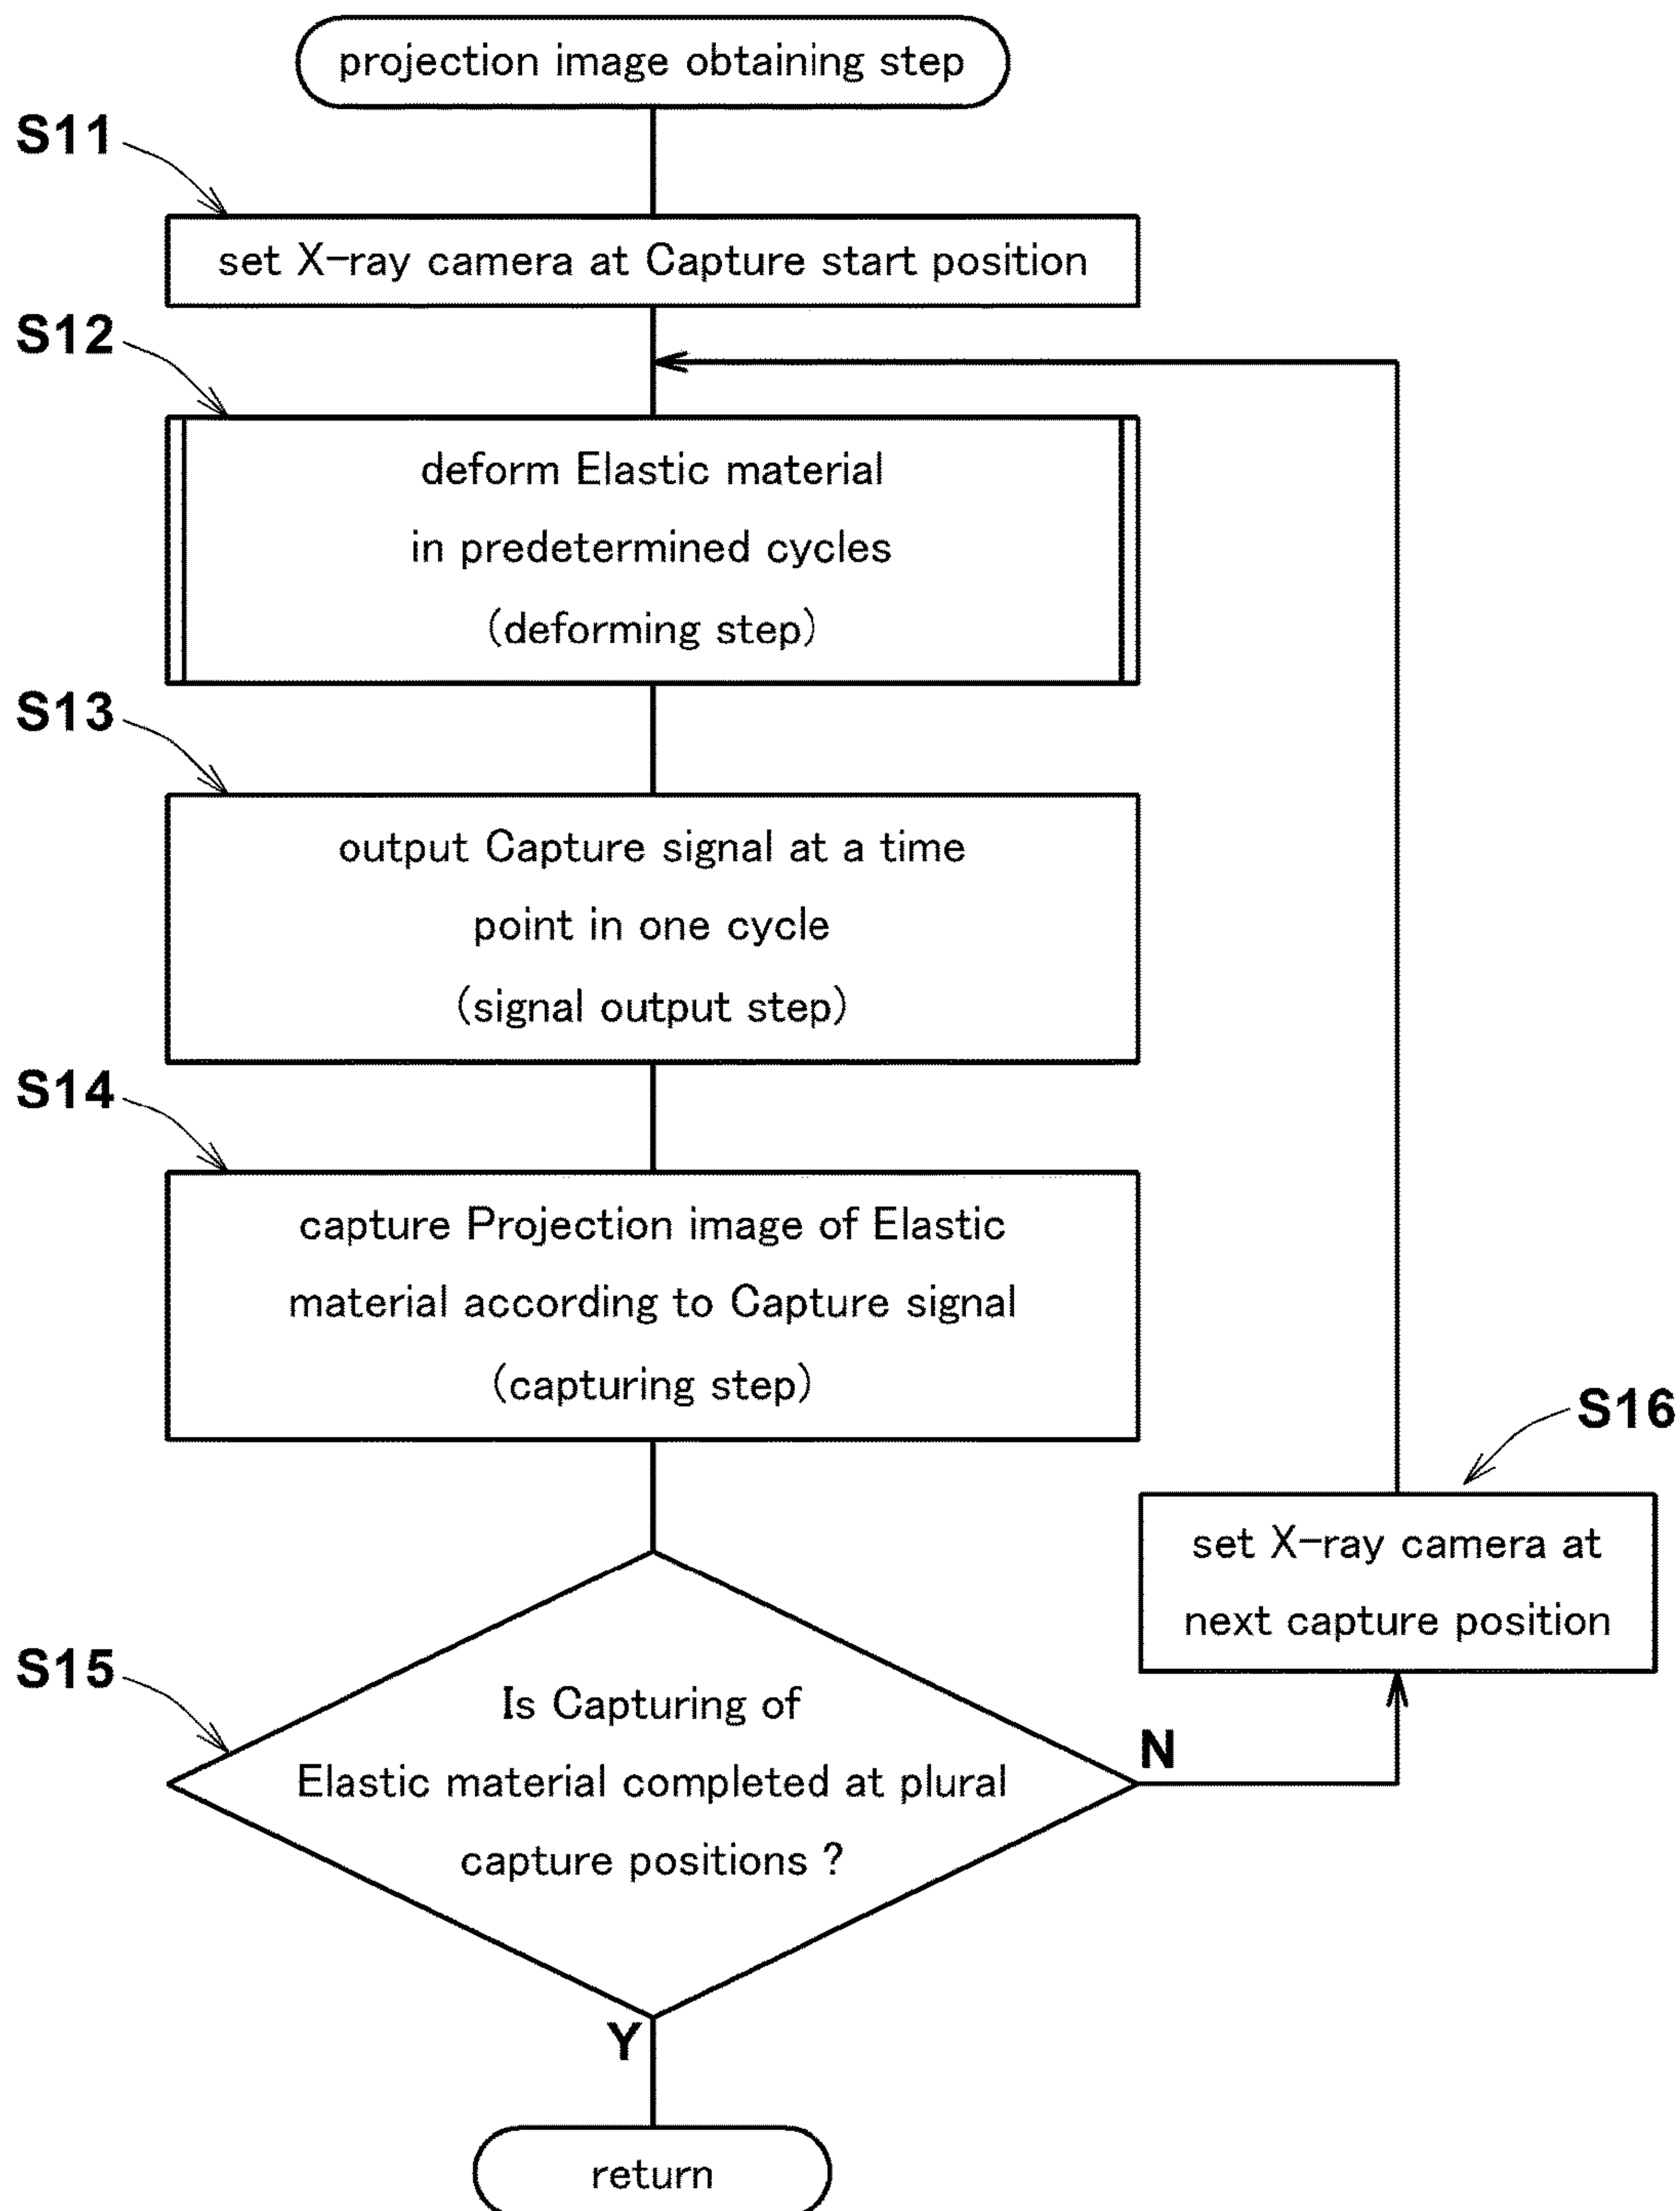 projection image obtaining step
S11
set X-ray camera at Capture start position
S12
deform Elastic material
in predetermined cycles
(deforming step)
S13
output Capture signal at a time
point in one cycle
(signal output step)
S14
capture Projection image of Elastic
material according to Capture signal
(capturing step)
S16
set X-ray camera at
next capture position
S15
Is Capturing of
Elastic material completed at plural
capture positions ?
N
Y
return